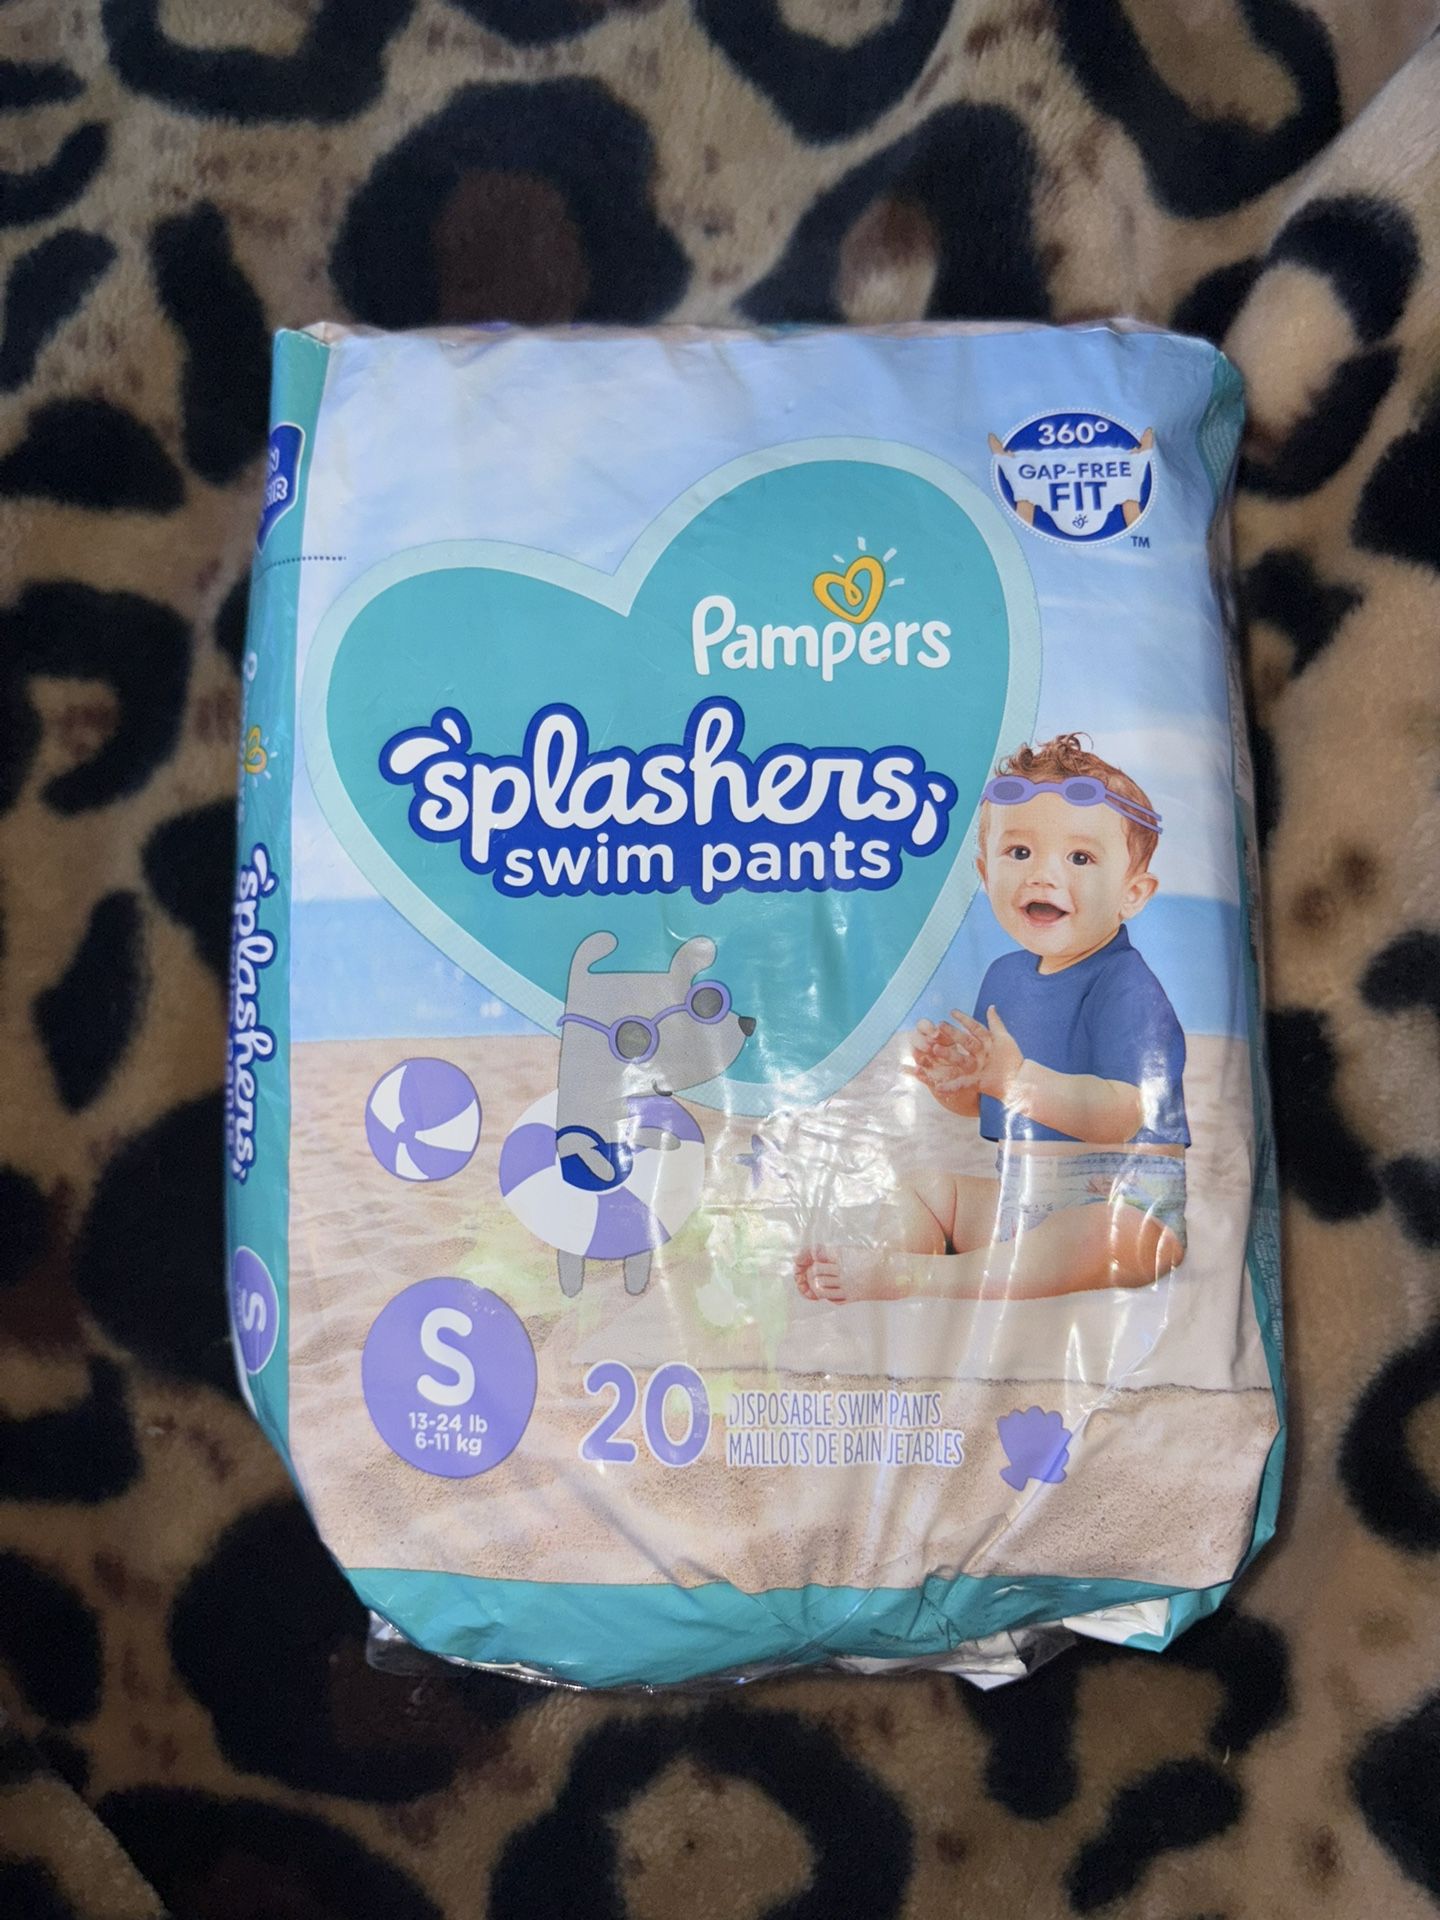 360°
GAP-FREE
FIT
TM
Pampers
splashers
swim pants
splashers
S
S
13-24 lb
6-11 kg
20
DISPOSABLE SWIM PANTS
MAILLOTS DE BAIN JETABLES